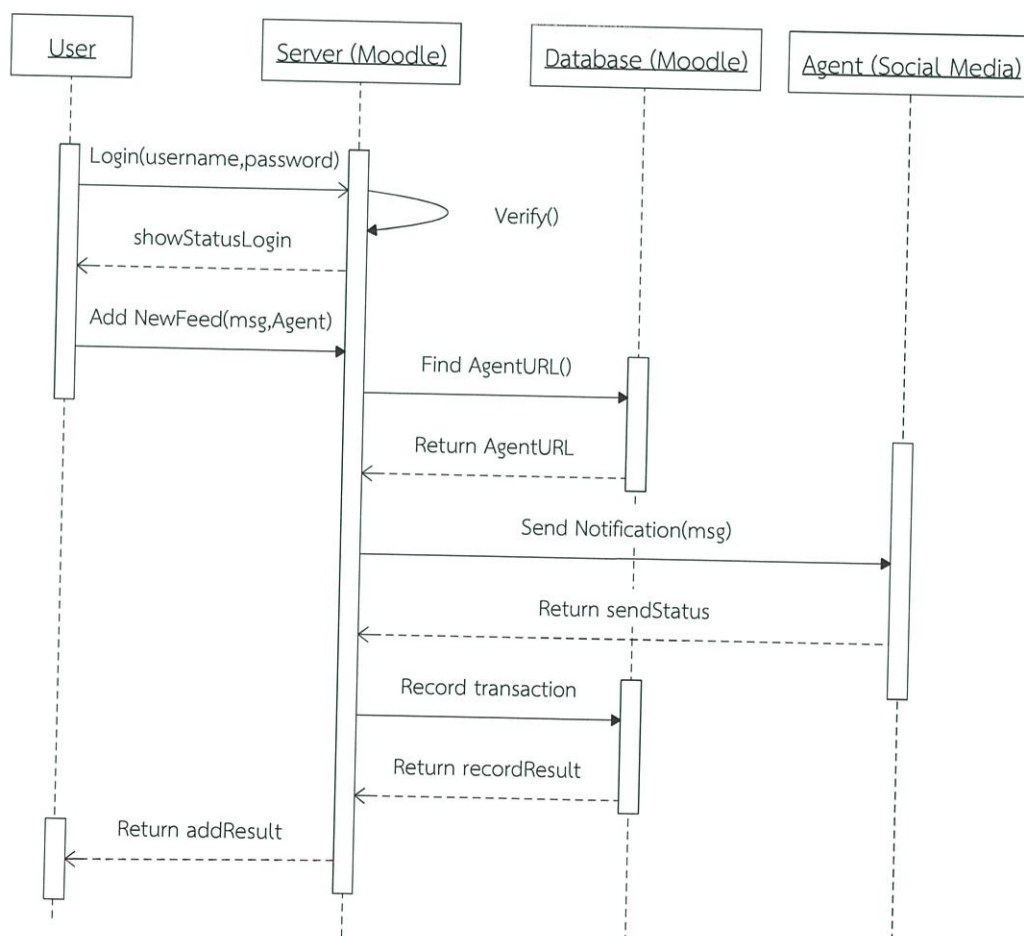 User
Server (Moodle)
Database (Moodle)
Agent (Social Media)
Login(username,password)
Verify()
showStatusLogin
Add NewFeed(msg,Agent)
Find AgentURL()
Return AgentURL
Send Notification(msg)
Return sendStatus
Record transaction
Return recordResult
Return addResult